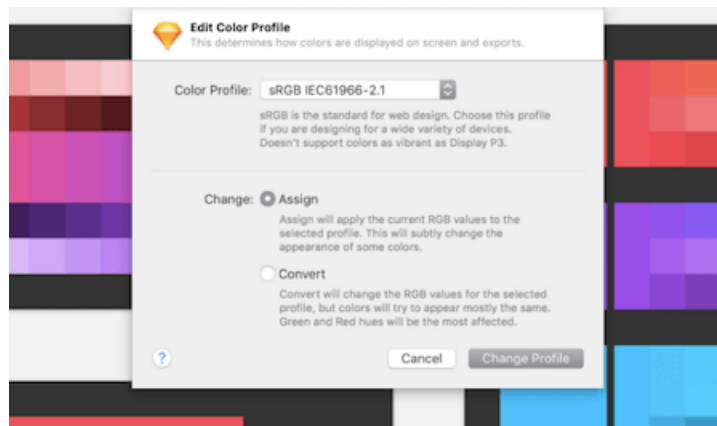 Edit Color Profile
This determines how colors are displayed on screen and exports.
Color Profile: sRGB IEC61966-2.1
sRGB is the standard for web design. Choose this profile
if you are designing for a wide variety of devices.
Doesn't support colors as vibrant as Display P3.
Change: Assign
Assign will apply the current RGB values to the
selected profile. This will subtly change the
appearance of some colors.
Convert
Convert will change the RGB values for the selected
profile, but colors will try to appear mostly the same.
Green and Red hues will be the most affected.
? Cancel Change Profile